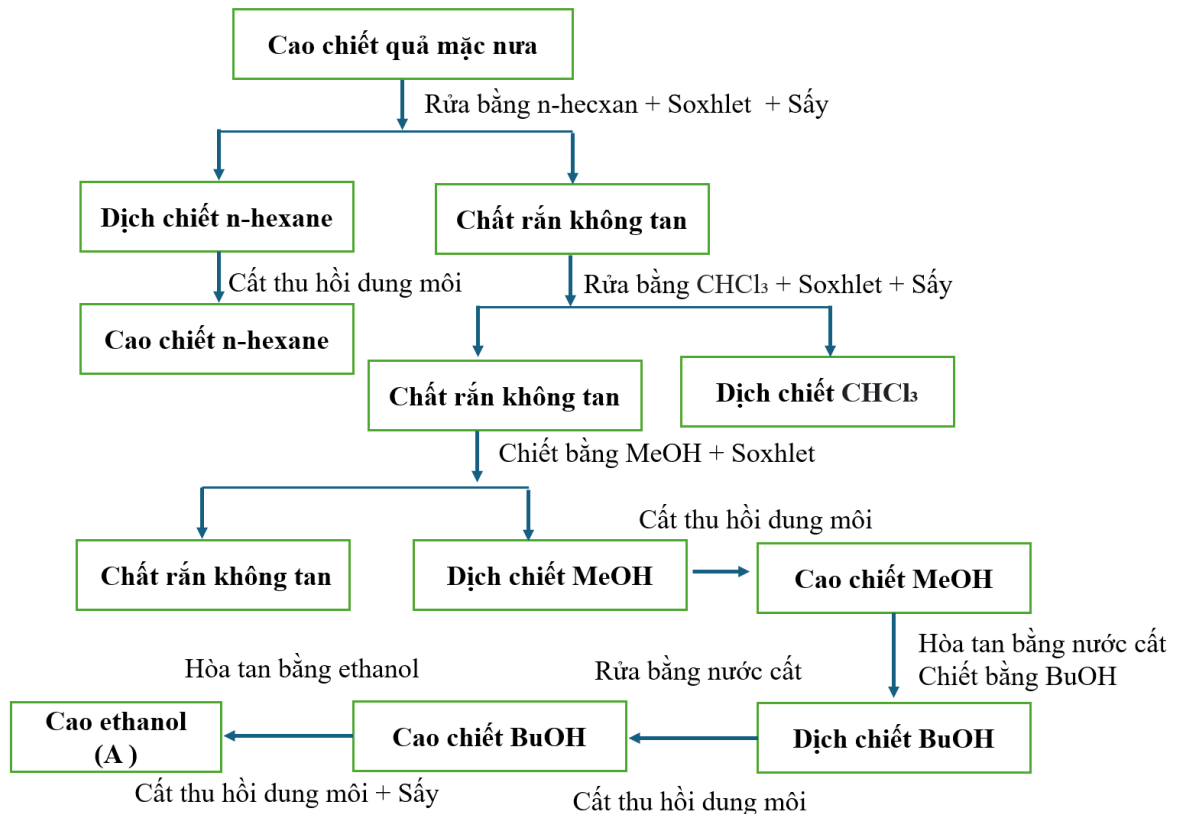 Cao chiết quả mặc nưa
Rửa bằng n-hecxan + Soxhlet + Sấy
Dịch chiết n-hexane
Chất rắn không tan
Cất thu hồi dung môi
Rửa bằng CHCl₃ + Soxhlet + Sấy
Cao chiết n-hexane
Chất rắn không tan
Dịch chiết CHCl₃
Chiết bằng MeOH + Soxhlet
Cất thu hồi dung môi
Chất rắn không tan
Dịch chiết MeOH
Cao chiết MeOH
Hòa tan bằng nước cất
Chiết bằng BuOH
Hòa tan bằng ethanol
Rửa bằng nước cất
Cao ethanol
(A )
Cao chiết BuOH
Dịch chiết BuOH
Cất thu hồi dung môi + Sấy
Cất thu hồi dung môi